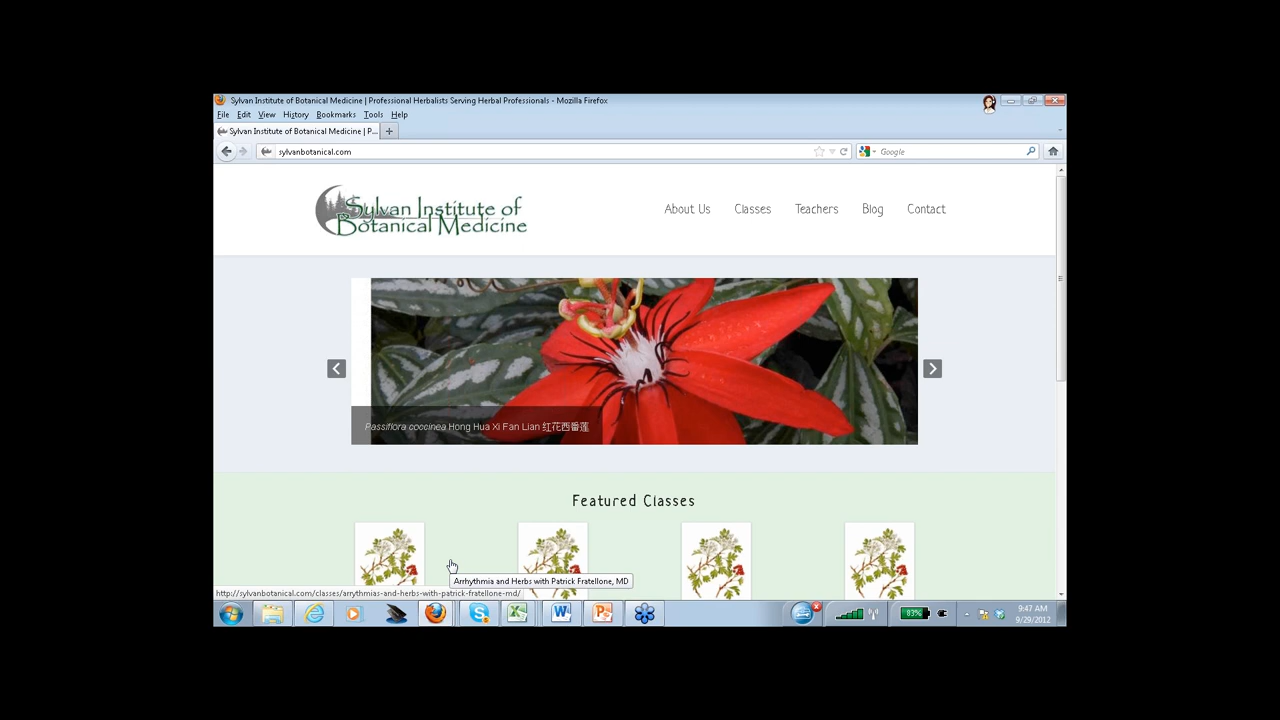 Sylvan Institute of Botanical Medicine | Professional Herbalists Serving Herbal Professionals - Mozilla Firefox
File Edit View History Bookmarks Tools Help
Sylvan Institute of Botanical Medicine | P...
sylvanbotanical.com
Google
Sylvan Institute of
Botanical Medicine
About Us Classes Teachers Blog Contact
Passiflora coccinea Hong Hua Xi Fan Lian 红花西番莲
Featured Classes
Arrhythmia and Herbs with Patrick Fratellone, MD
http://sylvanbotanical.com/classes/arrythmias-and-herbs-with-patrick-fratellone-md/
83%
9:47 AM
9/29/2012